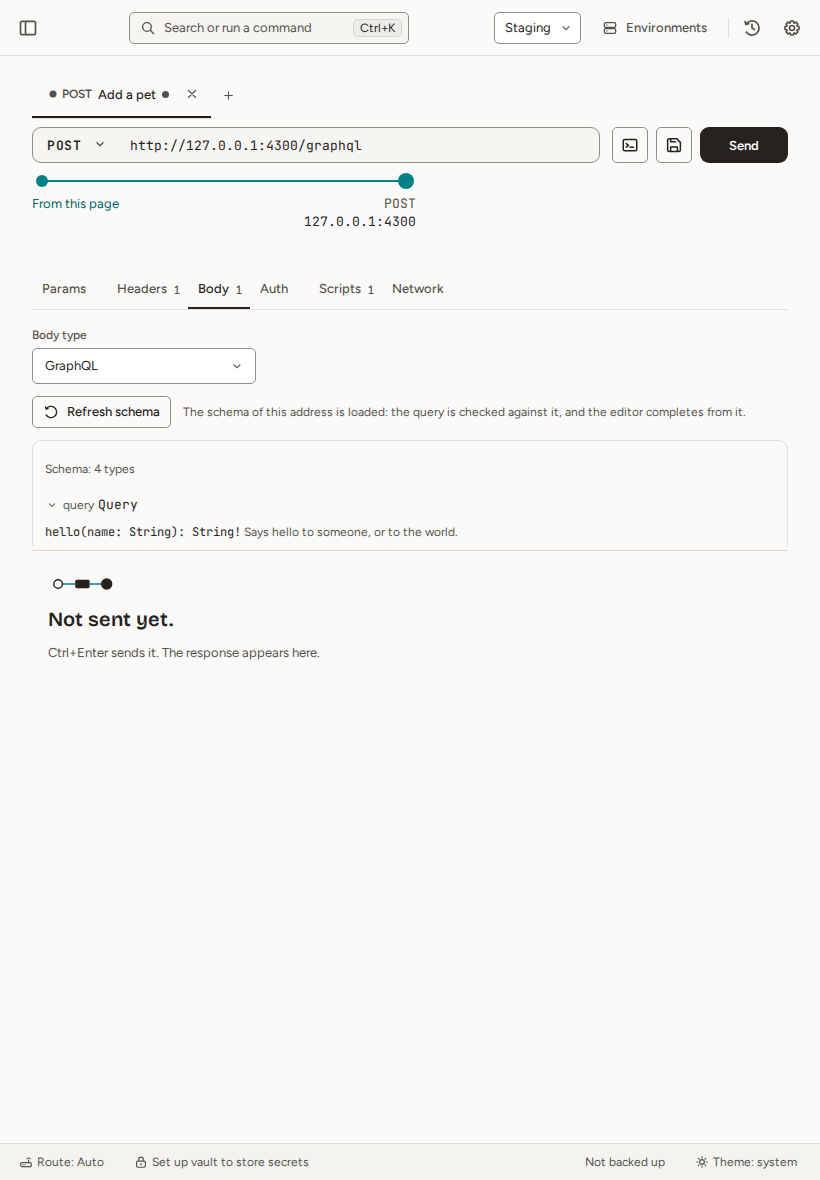 Search or run a command Ctrl+K Staging Environments
POST Add a pet
POST http://127.0.0.1:4300/graphql Send
From this page POST
127.0.0.1:4300
Params Headers 1 Body 1 Auth Scripts 1 Network
Body type
GraphQL
Refresh schema The schema of this address is loaded: the query is checked against it, and the editor completes from it.
Schema: 4 types
query Query
hello(name: String): String! Says hello to someone, or to the world.
Not sent yet.
Ctrl+Enter sends it. The response appears here.
Route: Auto Set up vault to store secrets Not backed up Theme: system